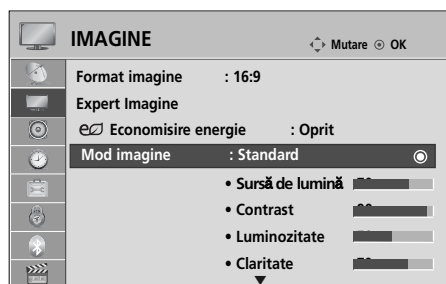 IMAGINE
Mutare OK
Format imagine : 16:9
Expert Imagine
Economisire energie : Oprit
Mod imagine : Standard
• Sursă de lumină
• Contrast
• Luminozitate
• Claritate